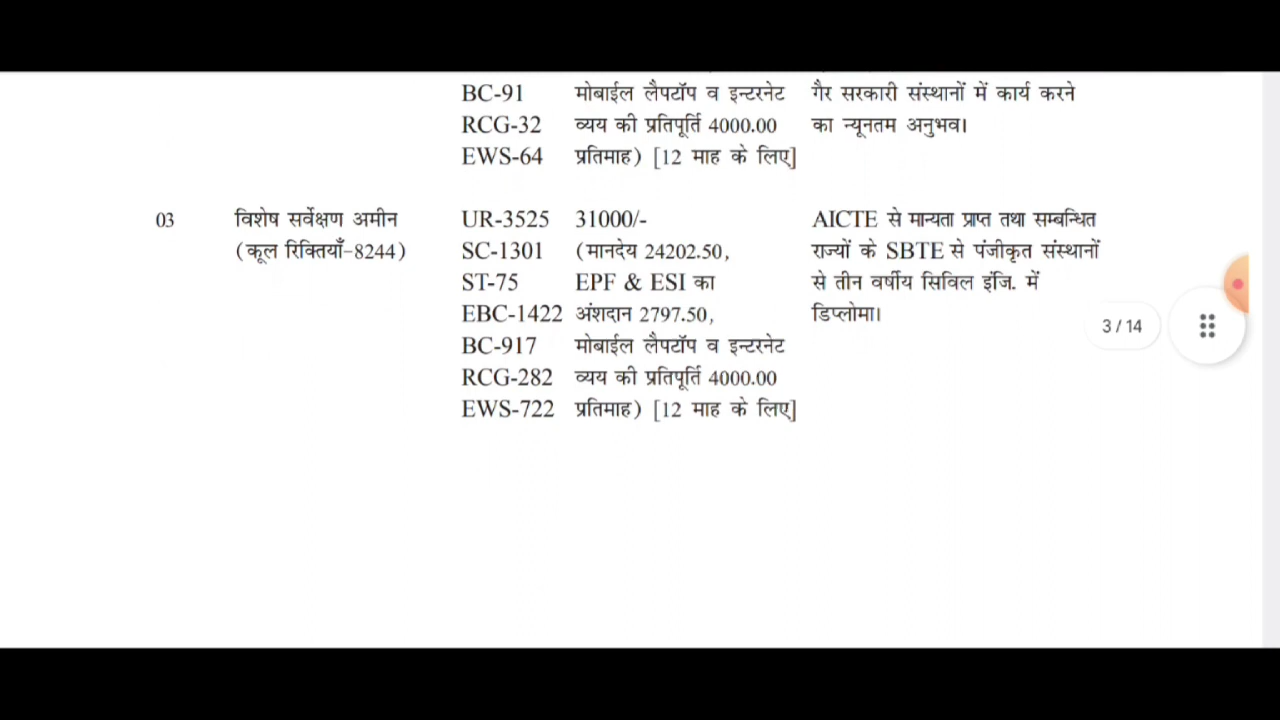 BC-91 मोबाईल लैपटॉप व इन्टरनेट गैर सरकारी संस्थानों में कार्य करने
RCG-32 व्यय की प्रतिपूर्ति 4000.00 का न्यूनतम अनुभव।
EWS-64 प्रतिमाह) [12 माह के लिए]
03 विशेष सर्वेक्षण अमीन UR-3525 31000/- AICTE से मान्यता प्राप्त तथा सम्बन्धित
(कूल रिक्तियाँ-8244) SC-1301 (मानदेय 24202.50, राज्यों के SBTE से पंजीकृत संस्थानों
ST-75 EPF & ESI का से तीन वर्षीय सिविल इंजि. में
EBC-1422 अंशदान 2797.50, डिप्लोमा।
3 / 14
BC-917 मोबाईल लैपटॉप व इन्टरनेट
RCG-282 व्यय की प्रतिपूर्ति 4000.00
EWS-722 प्रतिमाह) [12 माह के लिए]